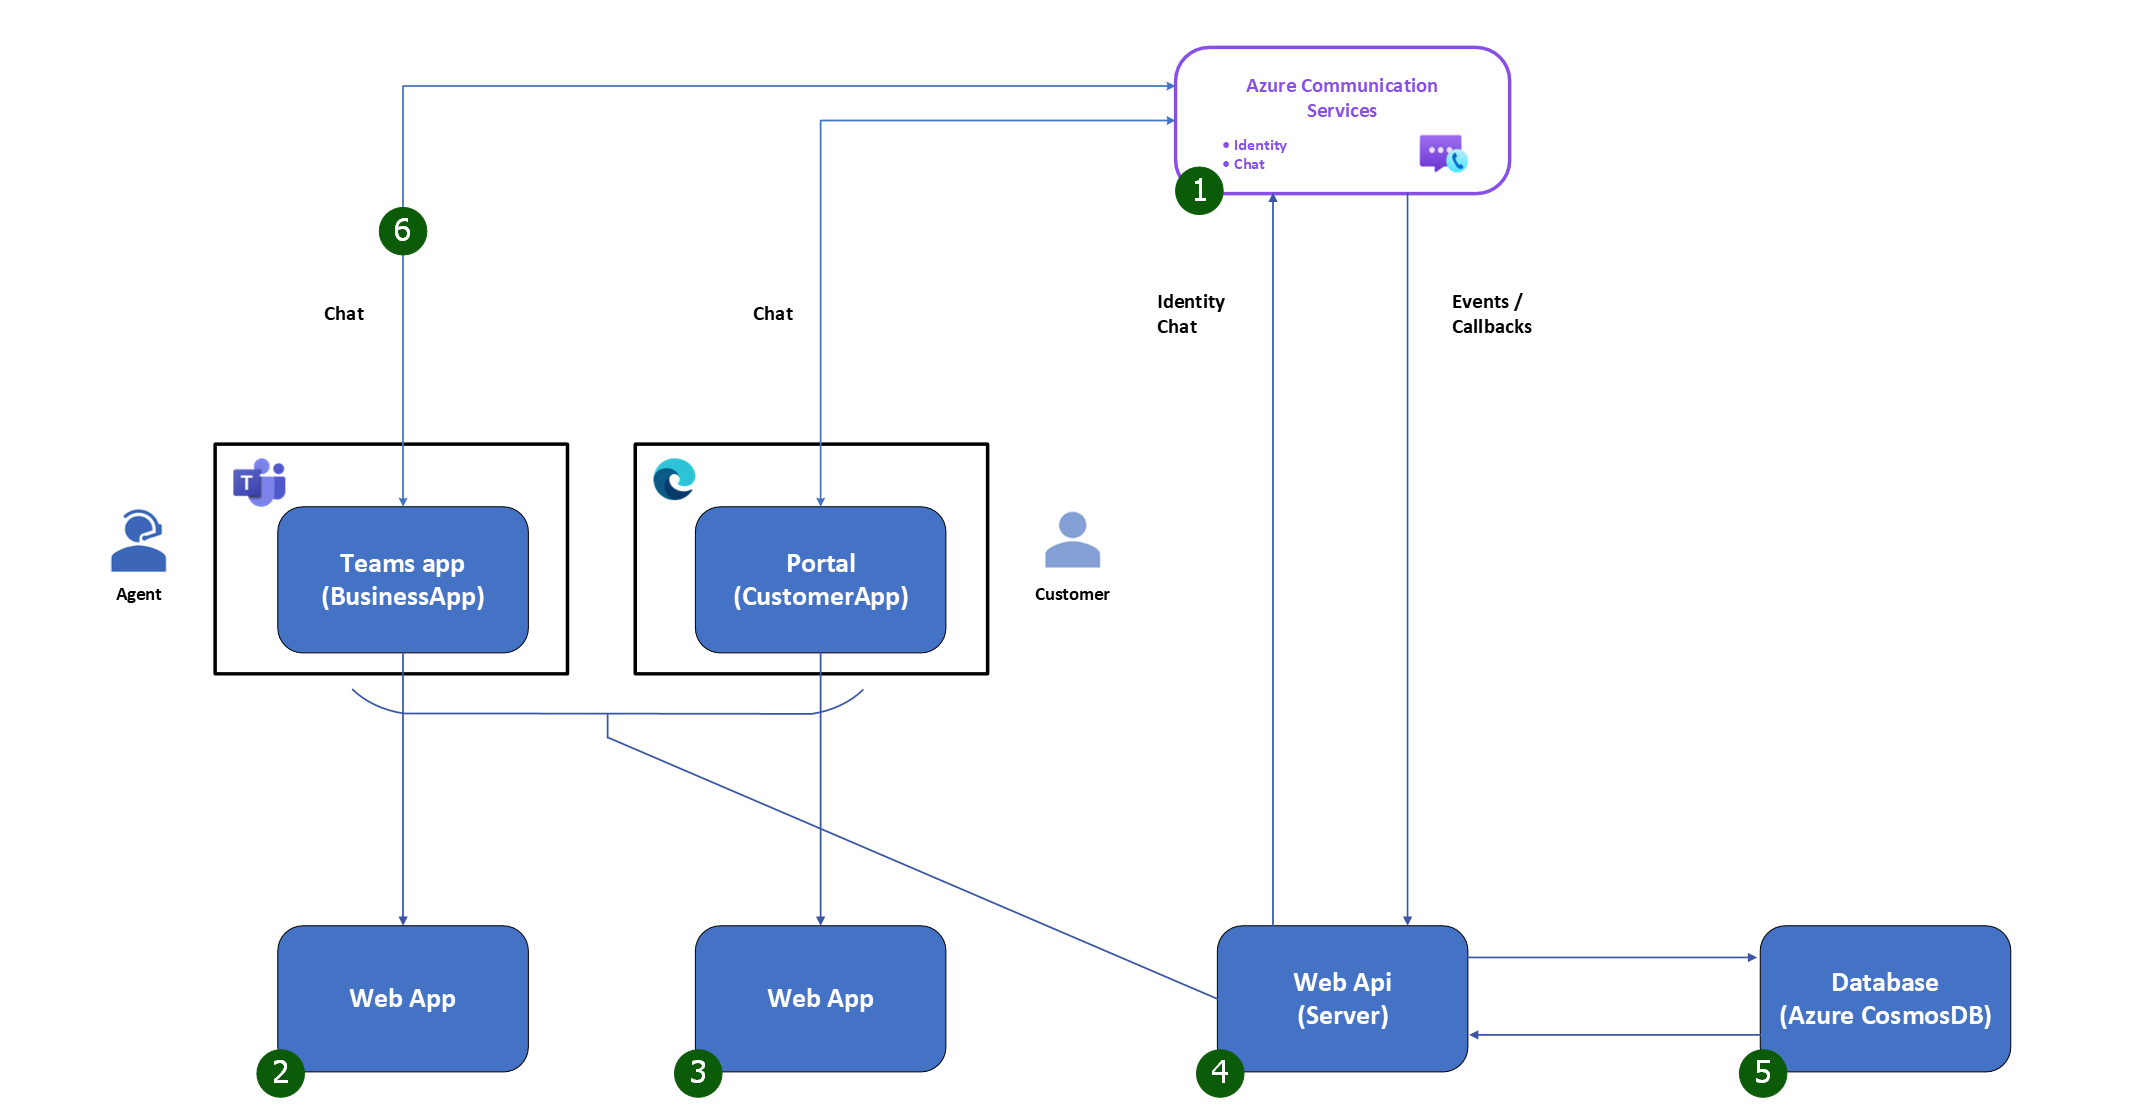 Azure Communication
Services
• Identity
• Chat
1
6
Chat
Chat
Identity
Chat
Events /
Callbacks
T
Teams app
(BusinessApp)
Portal
(CustomerApp)
Agent
Customer
Web App
Web App
Web Api
(Server)
Database
(Azure CosmosDB)
2
3
4
5